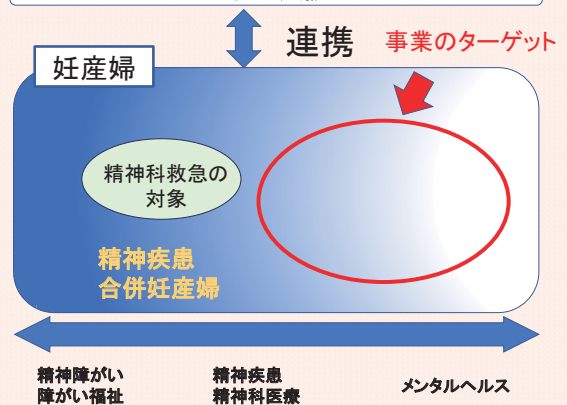 連携
事業のターゲット
妊産婦
精神科救急の
対象
精神疾患
合併妊産婦
精神障がい
障がい福祉
精神疾患
精神科医療
メンタルヘルス